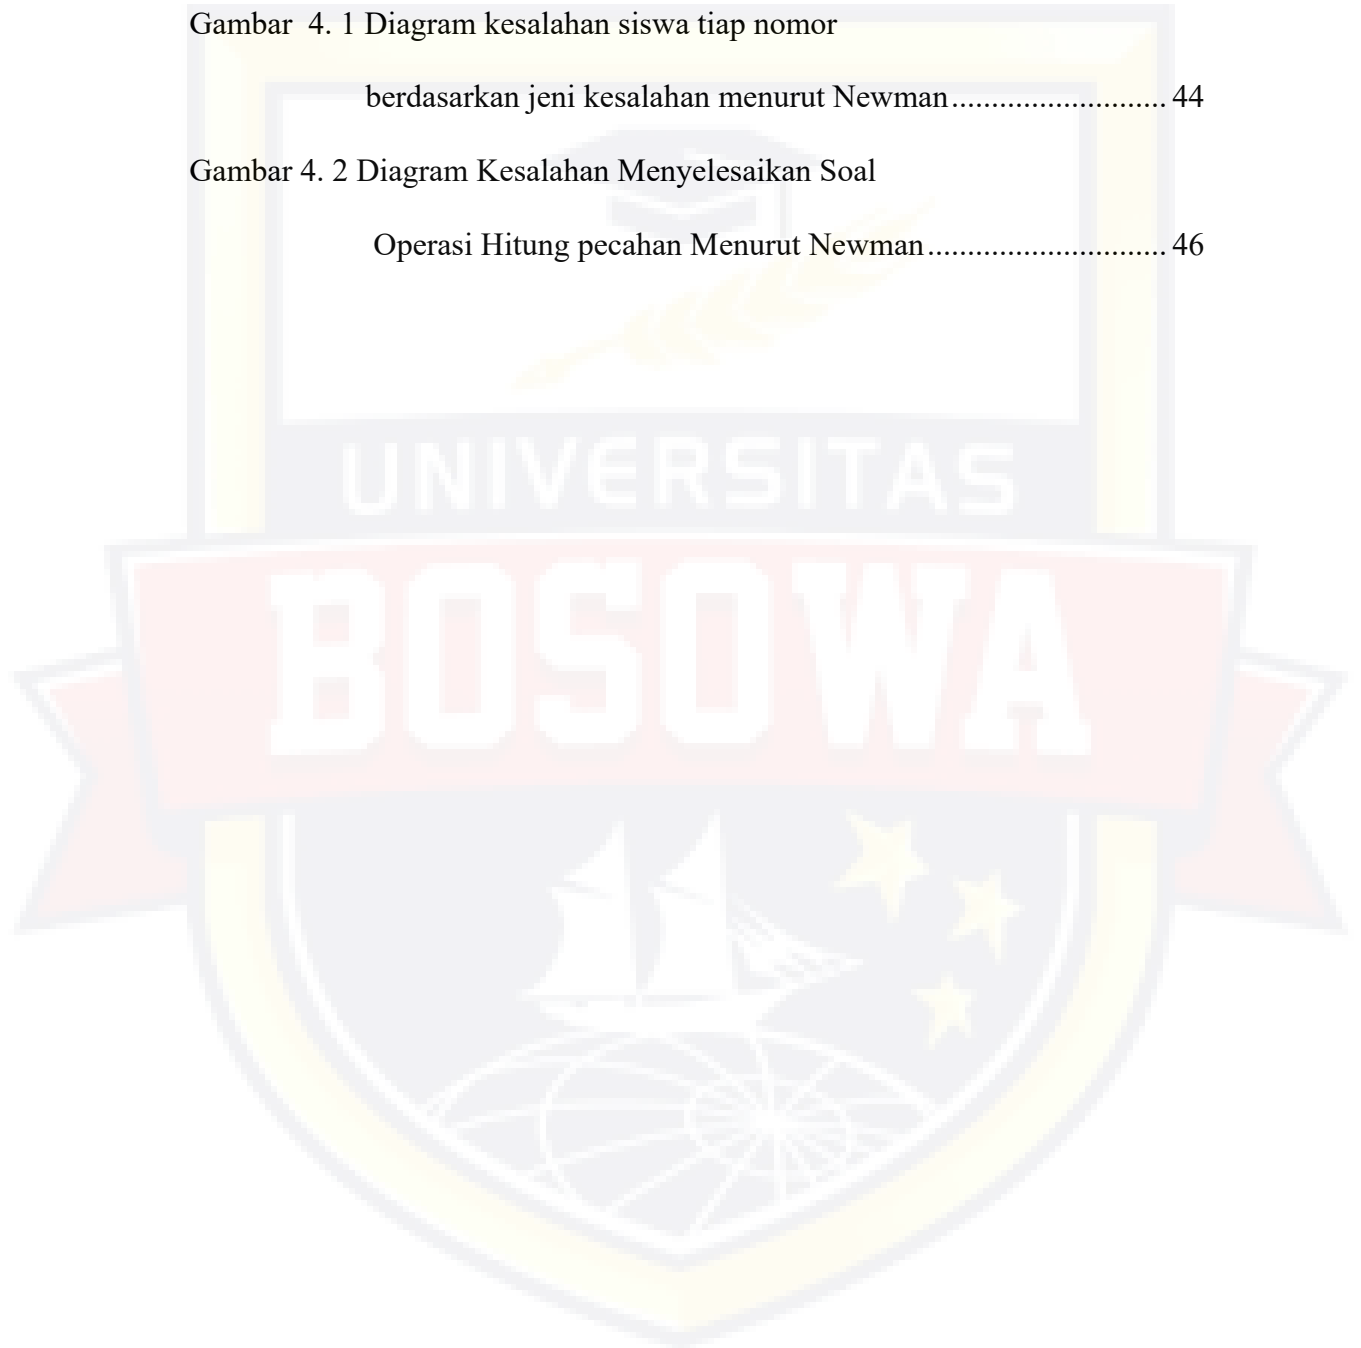 Gambar  4. 1 Diagram kesalahan siswa tiap nomor
berdasarkan jeni kesalahan menurut Newman........................... 44
Gambar 4. 2 Diagram Kesalahan Menyelesaikan Soal
Operasi Hitung pecahan Menurut Newman.............................. 46
UNIVERSITAS
BOSOWA